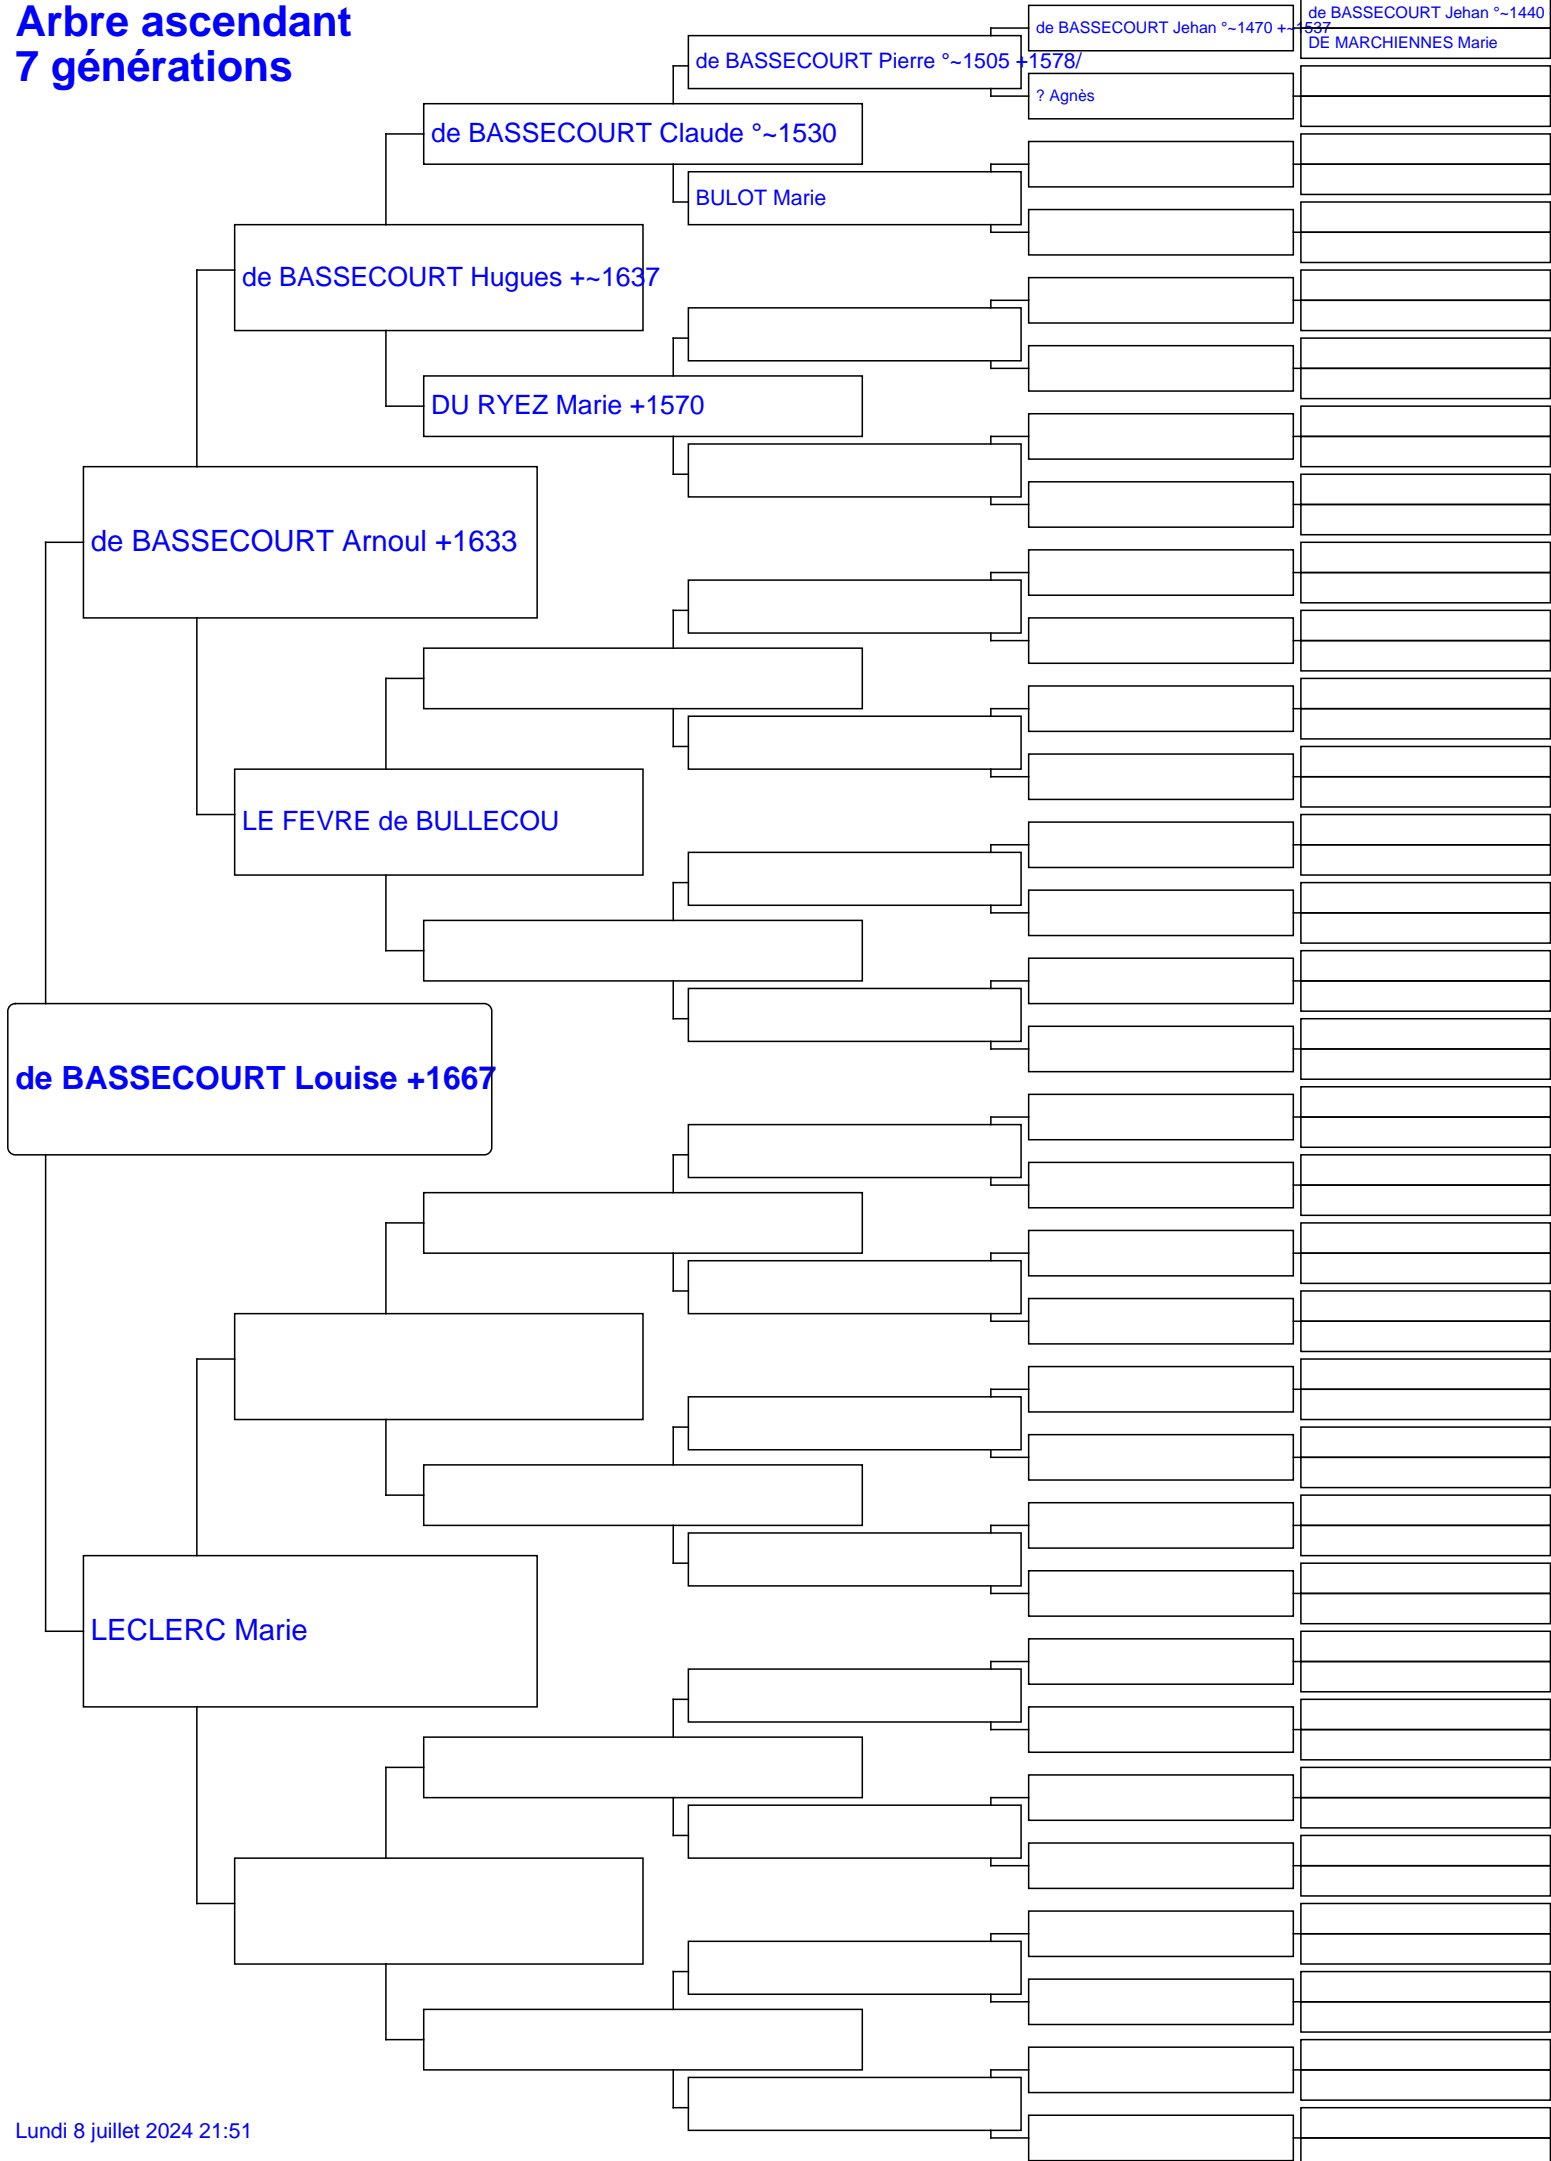 Arbre ascendant
7 générations
de BASSECOURT Jehan °~1440
de BASSECOURT Jehan °~1470 +~1537
DE MARCHIENNES Marie
de BASSECOURT Pierre °~1505 +1578/
? Agnès
de BASSECOURT Claude °~1530
BULOT Marie
de BASSECOURT Hugues +~1637
DU RYEZ Marie +1570
de BASSECOURT Arnoul +1633
LE FEVRE de BULLECOU
de BASSECOURT Louise +1667
LECLERC Marie
Lundi 8 juillet 2024 21:51